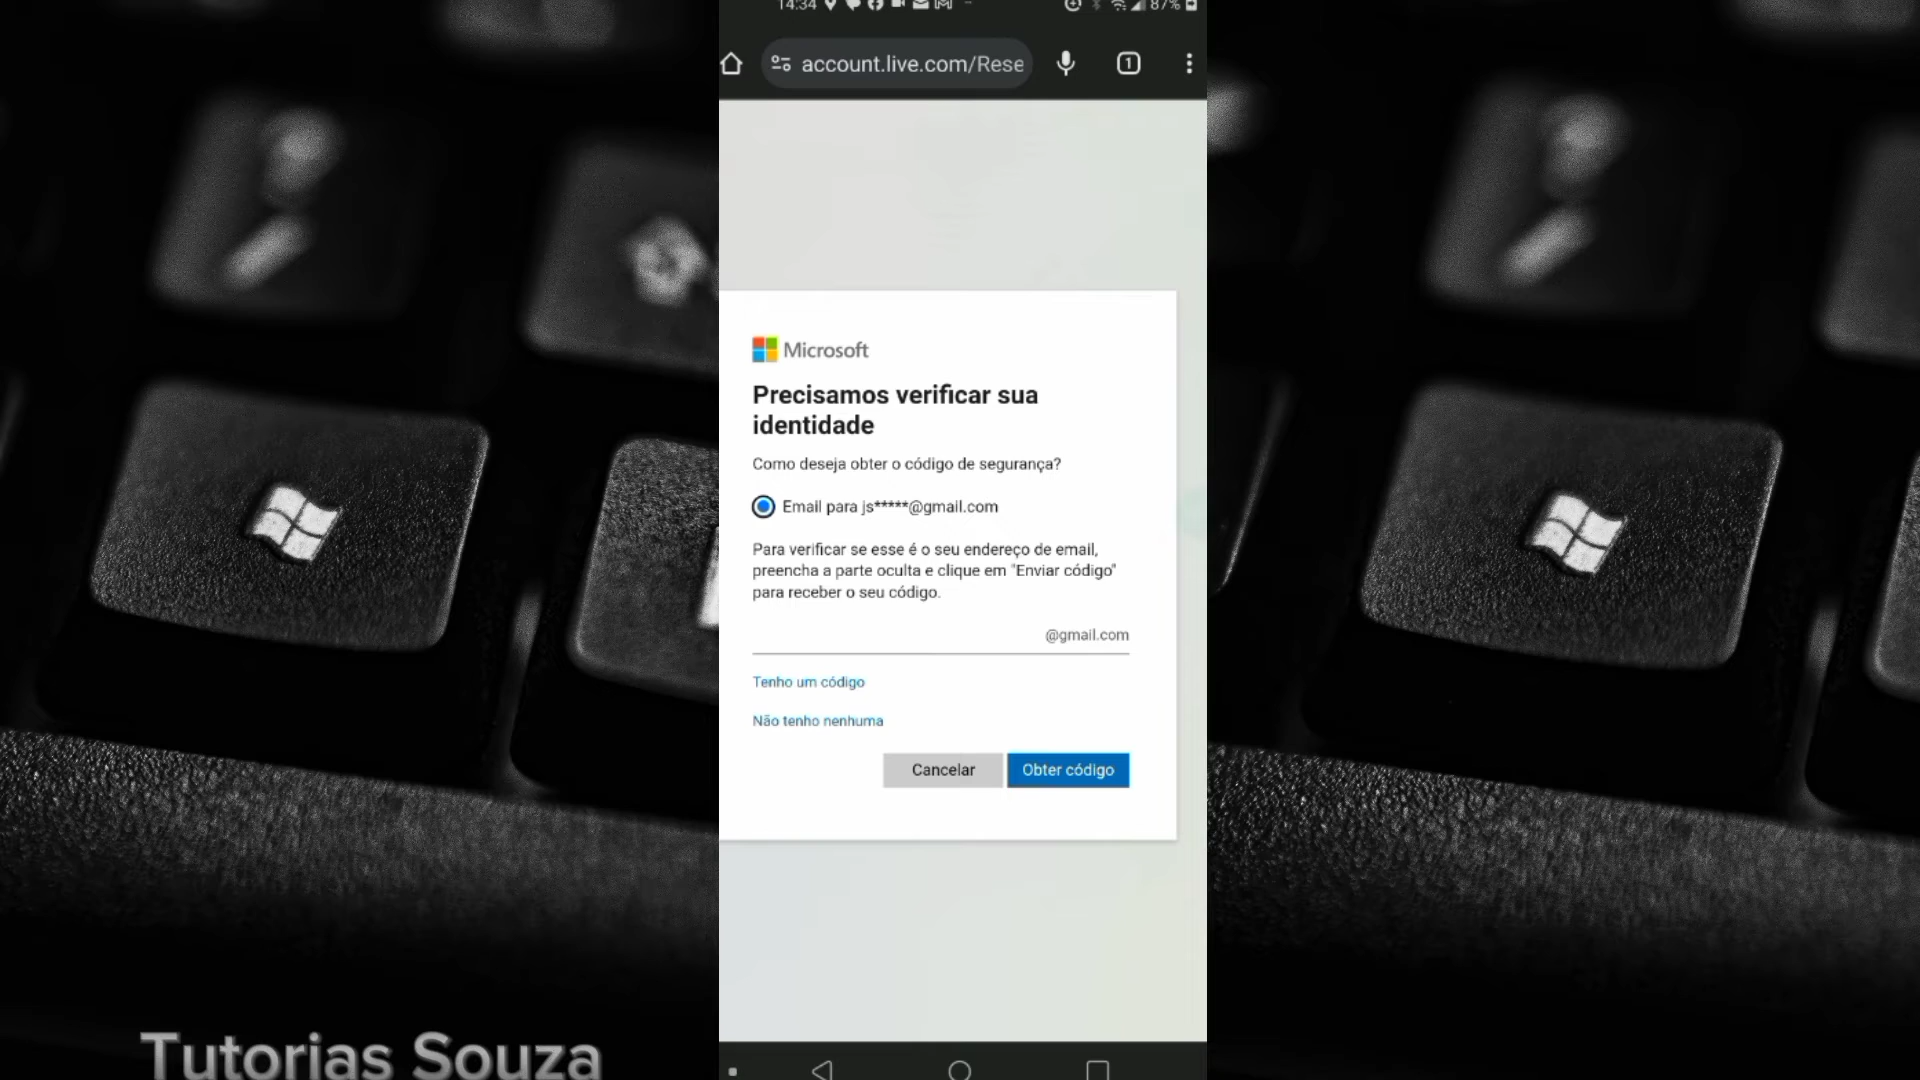 14:34
87%
account.live.com/Rese
1
Microsoft
Precisamos verificar sua
identidade
Como deseja obter o código de segurança?
Email para js*****@gmail.com
Para verificar se esse é o seu endereço de email,
preencha a parte oculta e clique em "Enviar código"
para receber o seu código.
@gmail.com
Tenho um código
Não tenho nenhuma
Cancelar
Obter código
Tutorias Souza